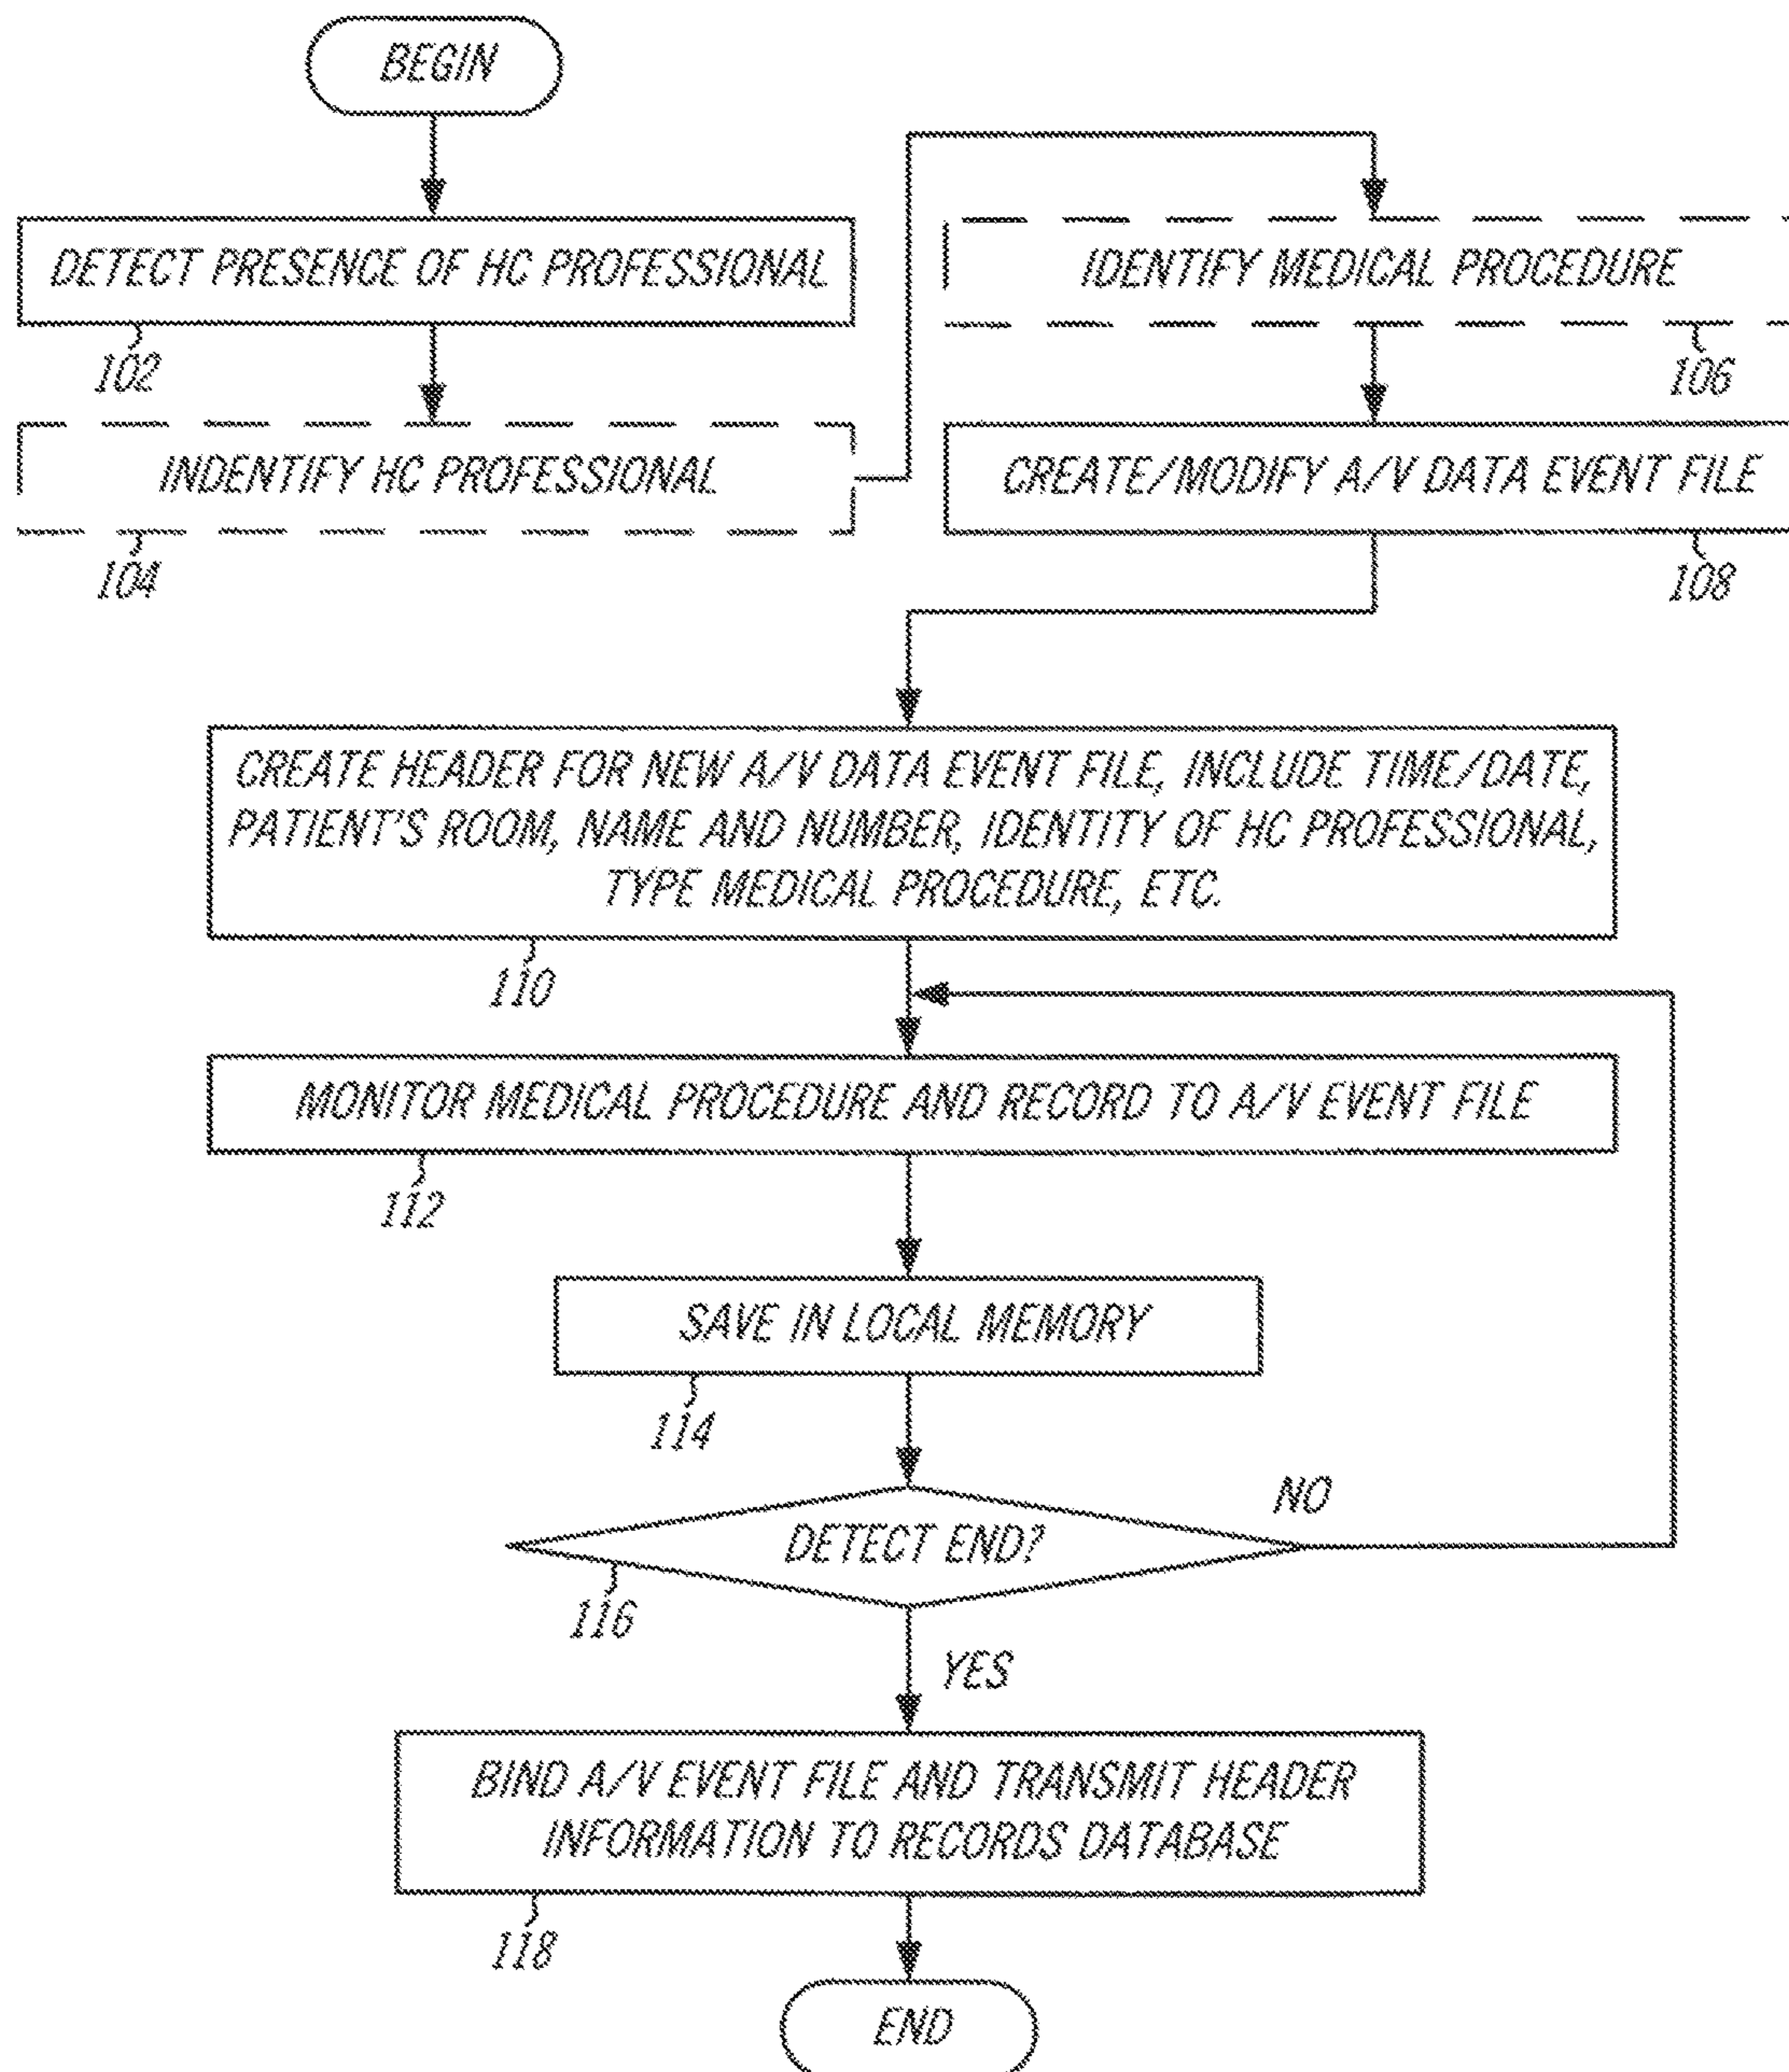 BEGIN
DETECT PRESENCE OF HC PROFESSIONAL
102
INDENTIFY HC PROFESSIONAL
104
IDENTIFY MEDICAL PROCEDURE
106
CREATE/MODIFY A/V DATA EVENT FILE
108
CREATE HEADER FOR NEW A/V DATA EVENT FILE, INCLUDE TIME/DATE,
PATIENT'S ROOM, NAME AND NUMBER, IDENTITY OF HC PROFESSIONAL,
TYPE MEDICAL PROCEDURE, ETC.
110
MONITOR MEDICAL PROCEDURE AND RECORD TO A/V EVENT FILE
112
SAVE IN LOCAL MEMORY
114
DETECT END?
NO
116
YES
BIND A/V EVENT FILE AND TRANSMIT HEADER
INFORMATION TO RECORDS DATABASE
118
END